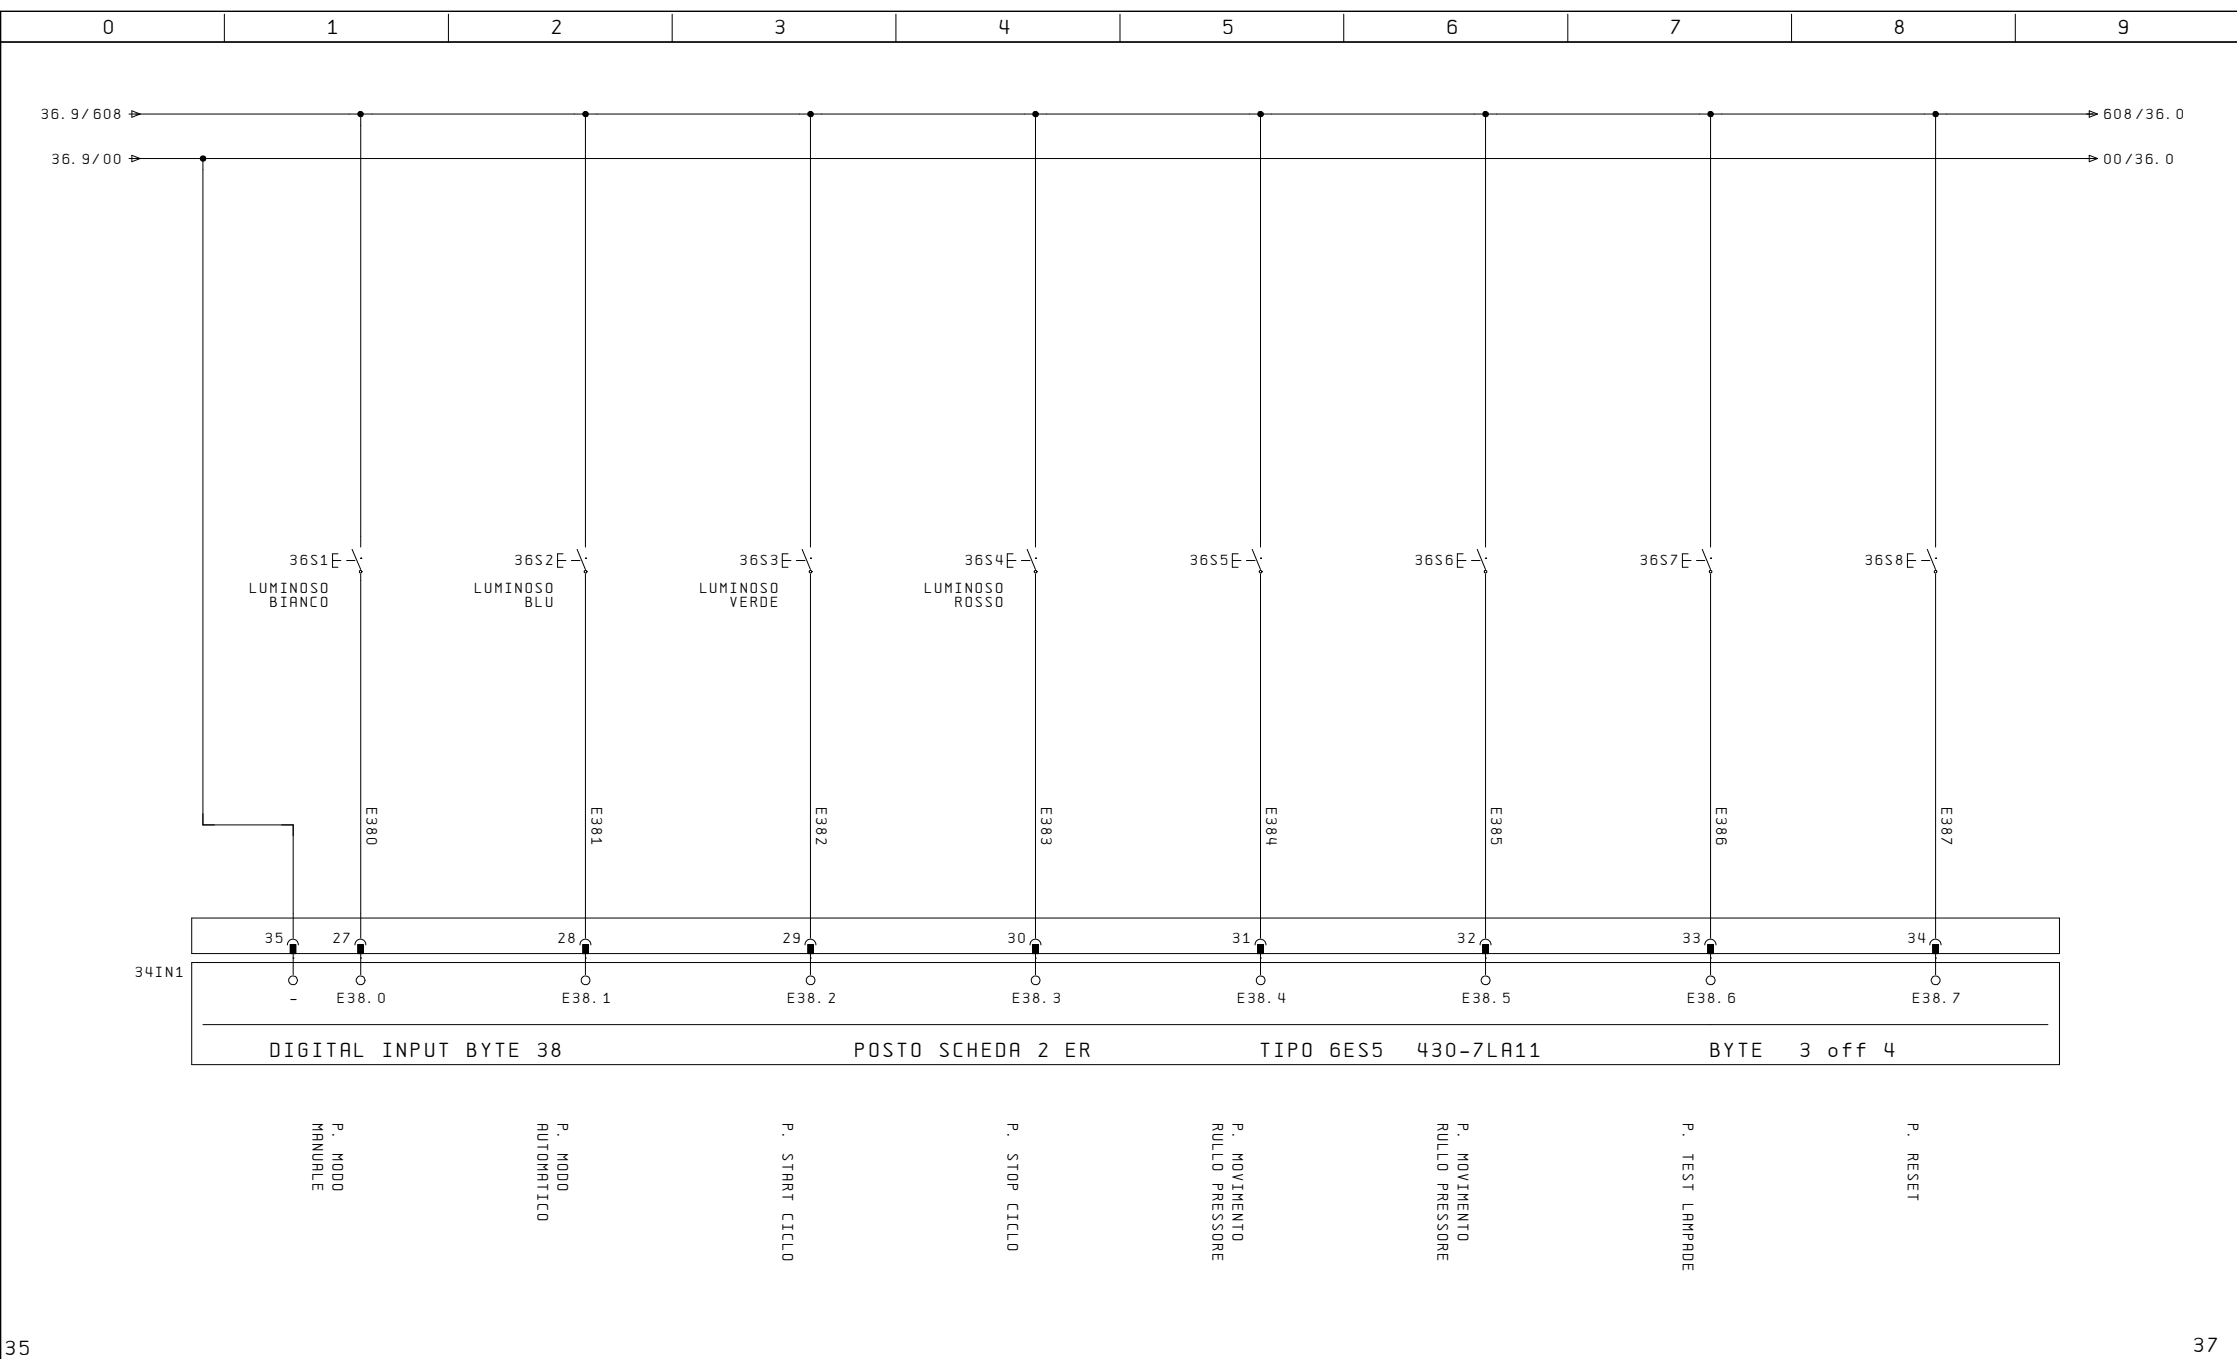 0 1 2 3 4 5 6 7 8 9
36.9/608 608/36.0
36.9/00 00/36.0
36S1 36S2 36S3 36S4 36S5 36S6 36S7 36S8
LUMINOSO LUMINOSO LUMINOSO LUMINOSO
BIANCO BLU VERDE ROSSO
E380 E381 E382 E383 E384 E385 E386 E387
35 27 28 29 30 31 32 33 34
34IN1
- E38.0 E38.1 E38.2 E38.3 E38.4 E38.5 E38.6 E38.7
DIGITAL INPUT BYTE 38 POSTO SCHEDA 2 ER TIPO 6ES5 430-7LA11 BYTE 3 off 4
P. MODO
MANUALE
P. MODO
AUTOMATICO
P. START CICLO
P. STOP CICLO
P. MOVIMENTO
RULLO PRESSORE
P. MOVIMENTO
RULLO PRESSORE
P. TEST LAMPADE
P. RESET
35 37